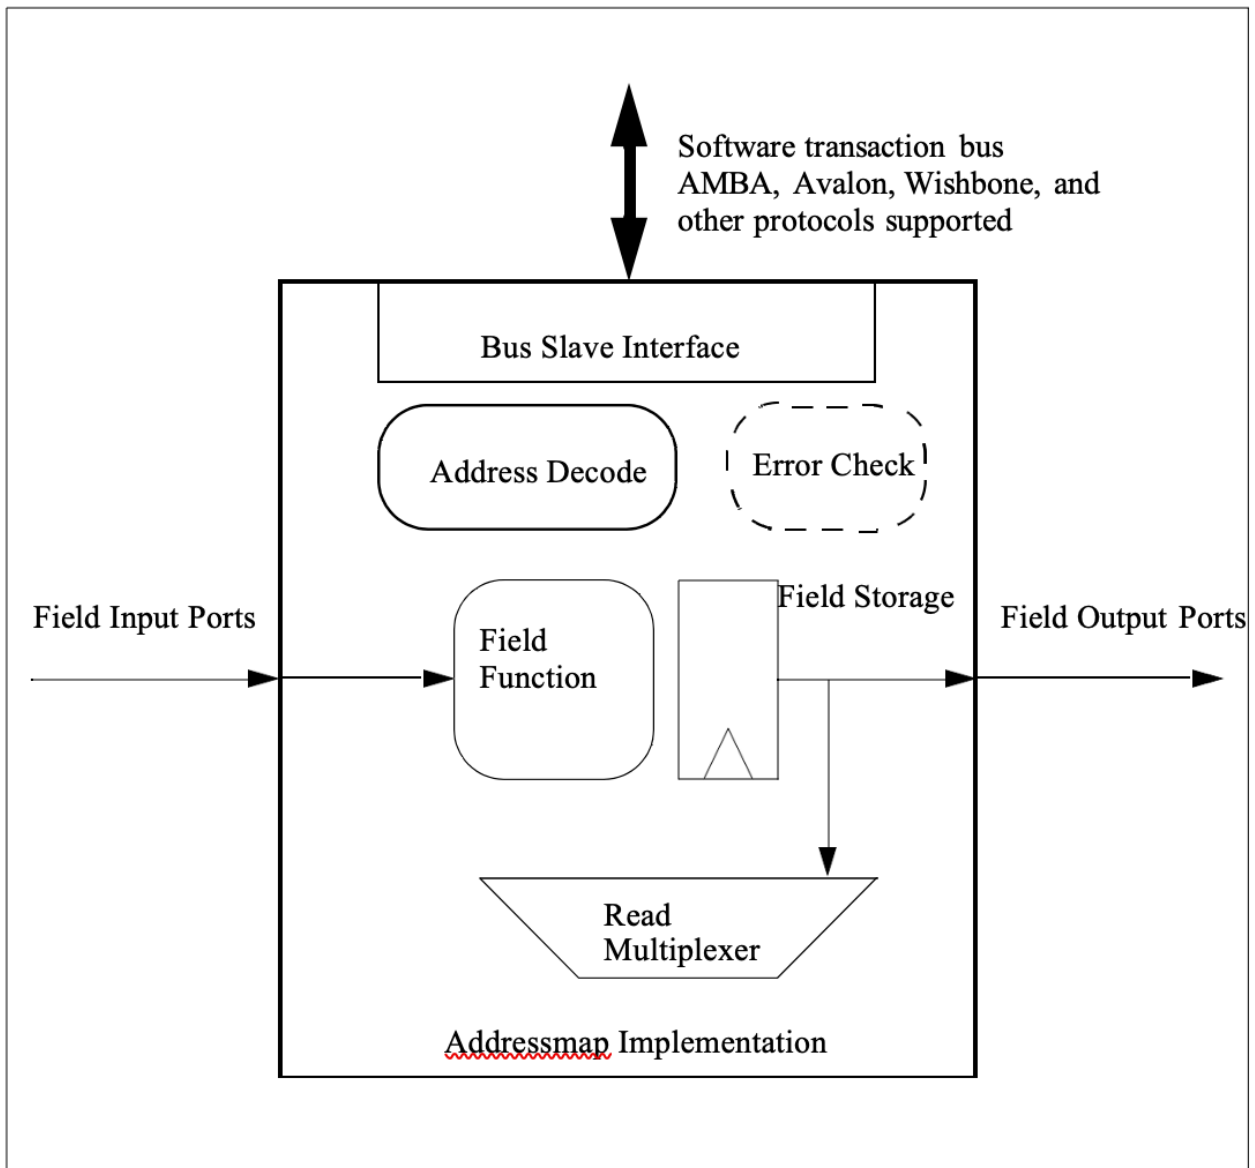 Software transaction bus
AMBA, Avalon, Wishbone, and
other protocols supported
Bus Slave Interface
Address Decode
Error Check
Field Input Ports
Field
Function
Field Storage
Field Output Ports
Read
Multiplexer
Addressmap Implementation